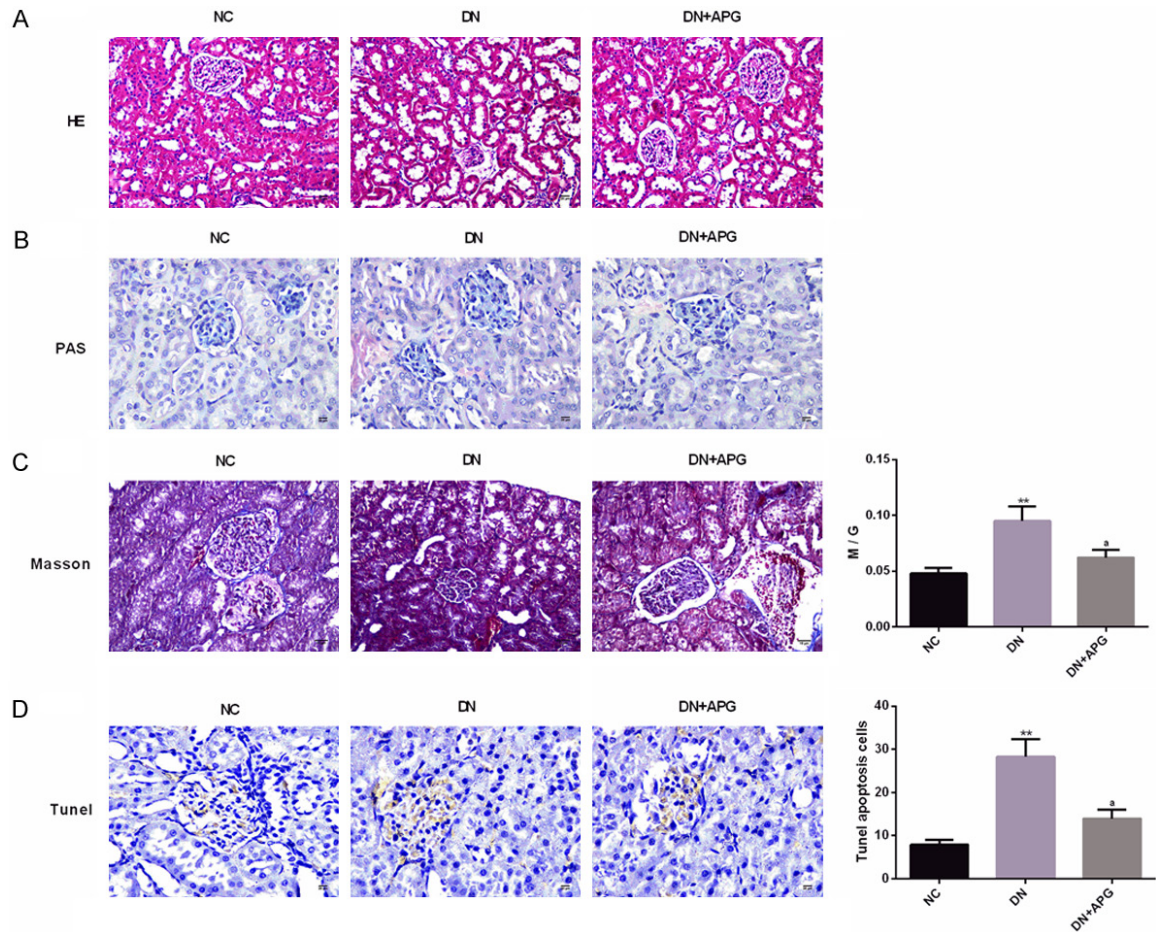 A
NC
DN
DN+APG
HE
B
NC
DN
DN+APG
PAS
C
NC
DN
DN+APG
Masson
0.15
0.10
0.05
0.00
M / G
**
a
NC
DN
DN+APG
D
NC
DN
DN+APG
Tunel
40
30
20
10
0
Tunel apoptosis cells
**
a
NC
DN
DN+APG